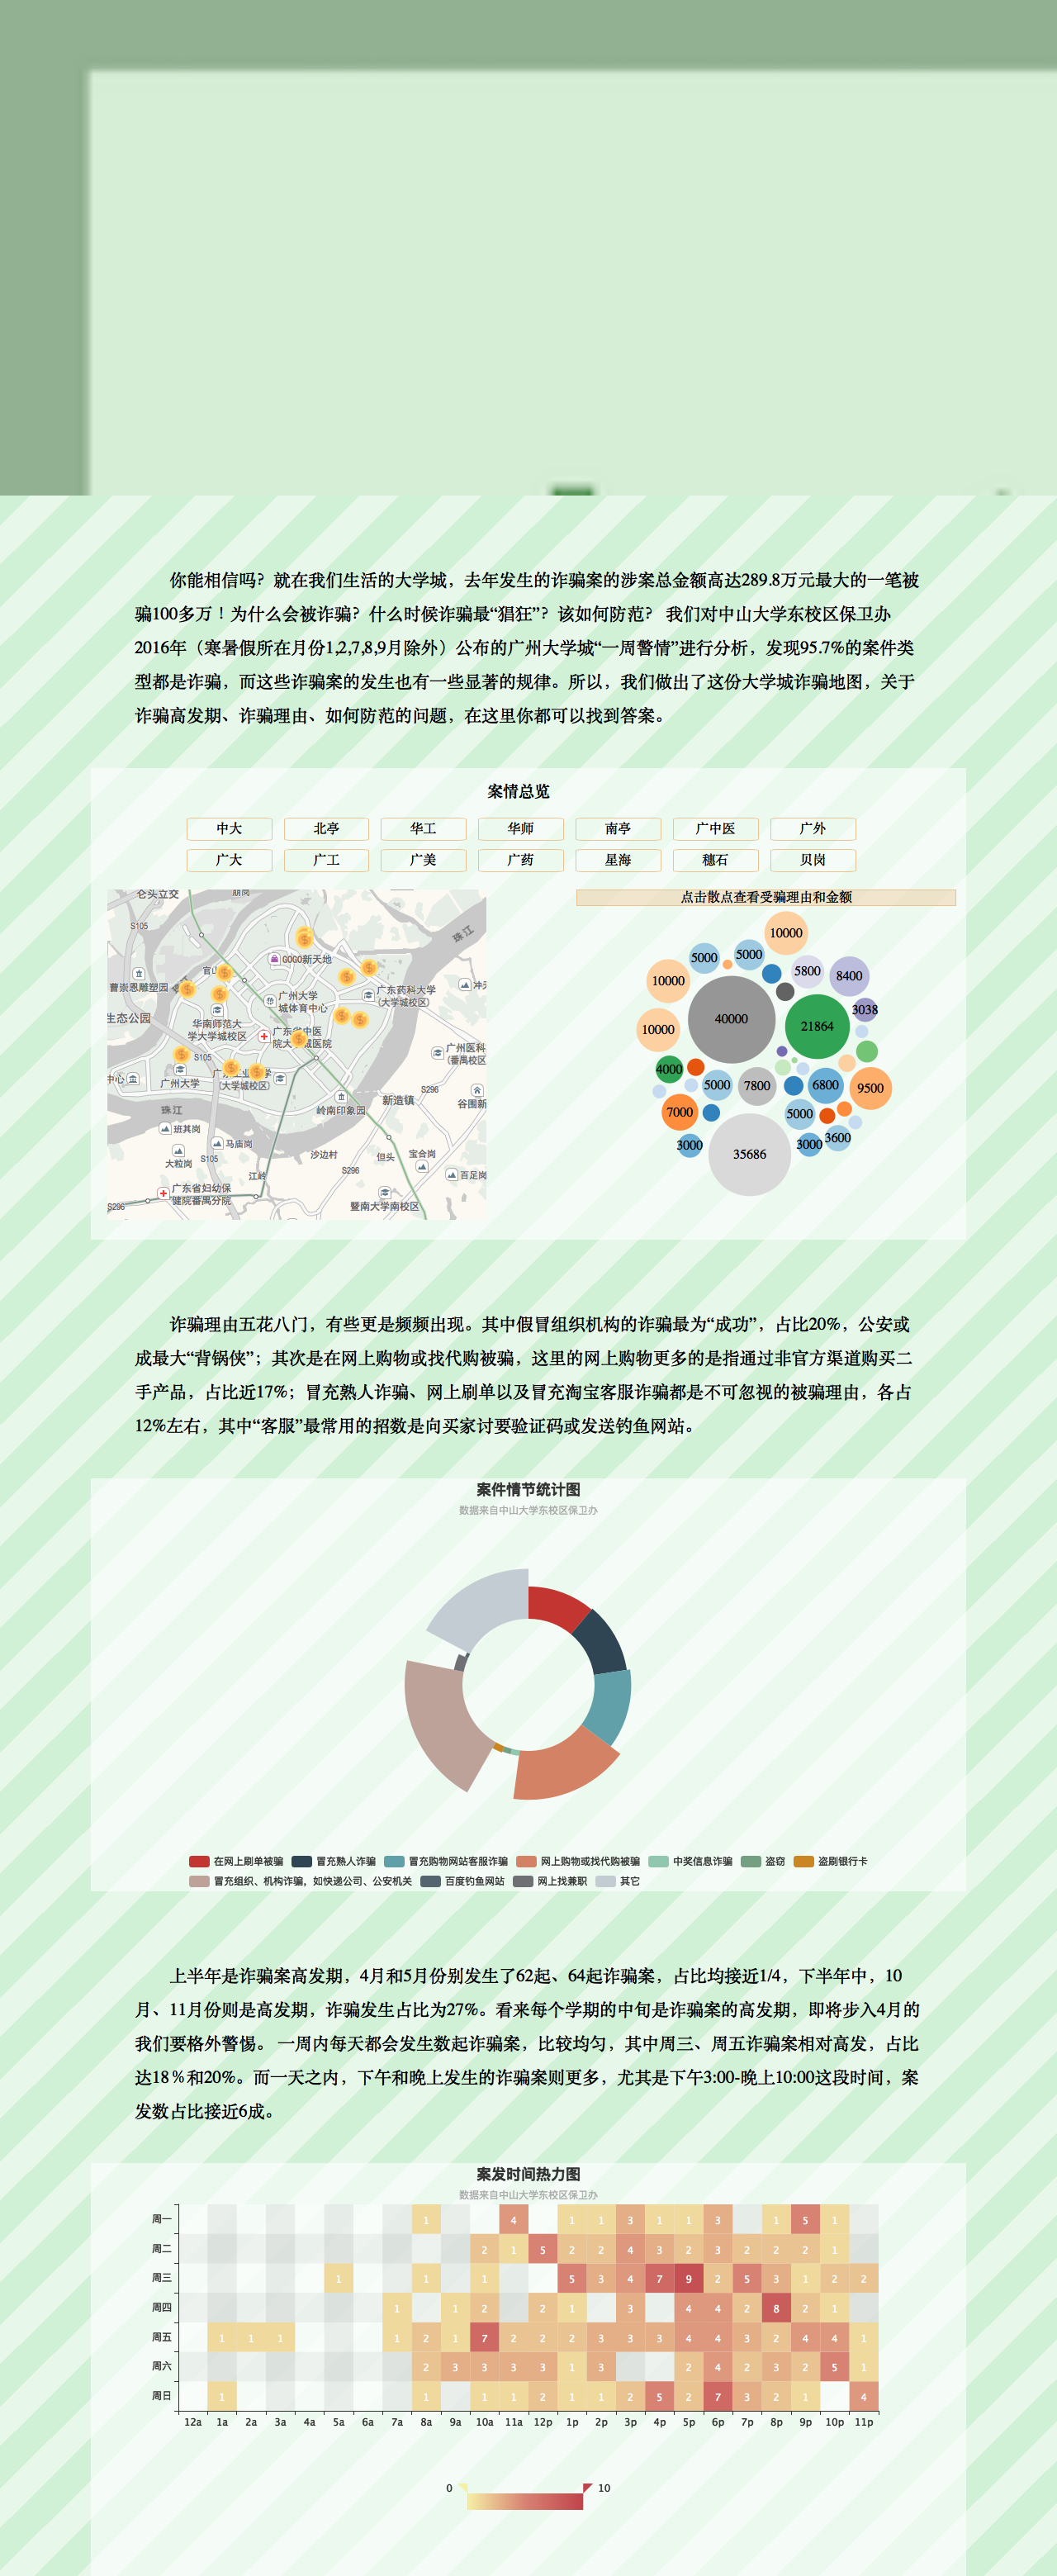 你能相信吗？就在我们生活的大学城，去年发生的诈骗案的涉案总金额高达289.8万元最大的一笔被
骗100多万！为什么会被诈骗？什么时候诈骗最“猖狂”？该如何防范？ 我们对中山大学东校区保卫办
2016年（寒暑假所在月份1,2,7,8,9月除外）公布的广州大学城“一周警情”进行分析，发现95.7%的案件类
型都是诈骗，而这些诈骗案的发生也有一些显著的规律。所以，我们做出了这份大学城诈骗地图，关于
诈骗高发期、诈骗理由、如何防范的问题，在这里你都可以找到答案。
案情总览
中大 北亭 华工 华师 南亭 广中医 广外
广大 广工 广美 广药 星海 穗石 贝岗
仑头立交
S105
珠江
官山
GOGO新天地
曹崇恩雕塑园
生态公园
广州大学
城体育中心
广东药科大学
(大学城校区)
华南师范大
学大学城校区
广东省中医
院大学城医院
S105
广州医科
(番禺校区
中心
广州大学
(大学城校区)
S296
岭南印象园
新造镇
谷围新
珠江
班其岗
马庙岗
大粒岗
S105
沙边村
但头
宝合岗
S296
江岭
百足岗
广东省妇幼保
健院番禺分院
暨南大学南校区
S296
点击散点查看受骗理由和金额
10000
5000
5000
5800
8400
10000
3038
40000
21864
10000
4000
5000
7800
6800
9500
7000
5000
3000
35686
3000
3600
诈骗理由五花八门，有些更是频频出现。其中假冒组织机构的诈骗最为“成功”，占比20%，公安或
成最大“背锅侠”；其次是在网上购物或找代购被骗，这里的网上购物更多的是指通过非官方渠道购买二
手产品，占比近17%；冒充熟人诈骗、网上刷单以及冒充淘宝客服诈骗都是不可忽视的被骗理由，各占
12%左右，其中“客服”最常用的招数是向买家讨要验证码或发送钓鱼网站。
案件情节统计图
数据来自中山大学东校区保卫办
在网上刷单被骗 冒充熟人诈骗 冒充购物网站客服诈骗 网上购物或找代购被骗 中奖信息诈骗 盗窃 盗刷银行卡
冒充组织、机构诈骗，如快递公司、公安机关 百度钓鱼网站 网上找兼职 其它
上半年是诈骗案高发期，4月和5月份别发生了62起、64起诈骗案，占比均接近1/4，下半年中，10
月、11月份则是高发期，诈骗发生占比为27%。看来每个学期的中旬是诈骗案的高发期，即将步入4月的
我们要格外警惕。 一周内每天都会发生数起诈骗案，比较均匀，其中周三、周五诈骗案相对高发，占比
达18％和20%。而一天之内，下午和晚上发生的诈骗案则更多，尤其是下午3:00-晚上10:00这段时间，案
发数占比接近6成。
案发时间热力图
数据来自中山大学东校区保卫办
周一 1 4 1 1 3 1 1 3 1 5 1
周二 2 1 5 2 2 4 3 2 3 2 2 2 1
周三 1 1 1 5 3 4 7 9 2 5 3 1 2 2
周四 1 1 2 2 1 3 4 4 2 8 2 1
周五 1 1 1 1 2 1 7 2 2 2 3 3 3 4 4 3 2 4 4 1
周六 2 3 3 3 3 1 3 2 4 2 3 2 5 1
周日 1 1 1 1 2 1 1 2 5 2 7 3 2 1 4
12a 1a 2a 3a 4a 5a 6a 7a 8a 9a 10a 11a 12p 1p 2p 3p 4p 5p 6p 7p 8p 9p 10p 11p
0 10